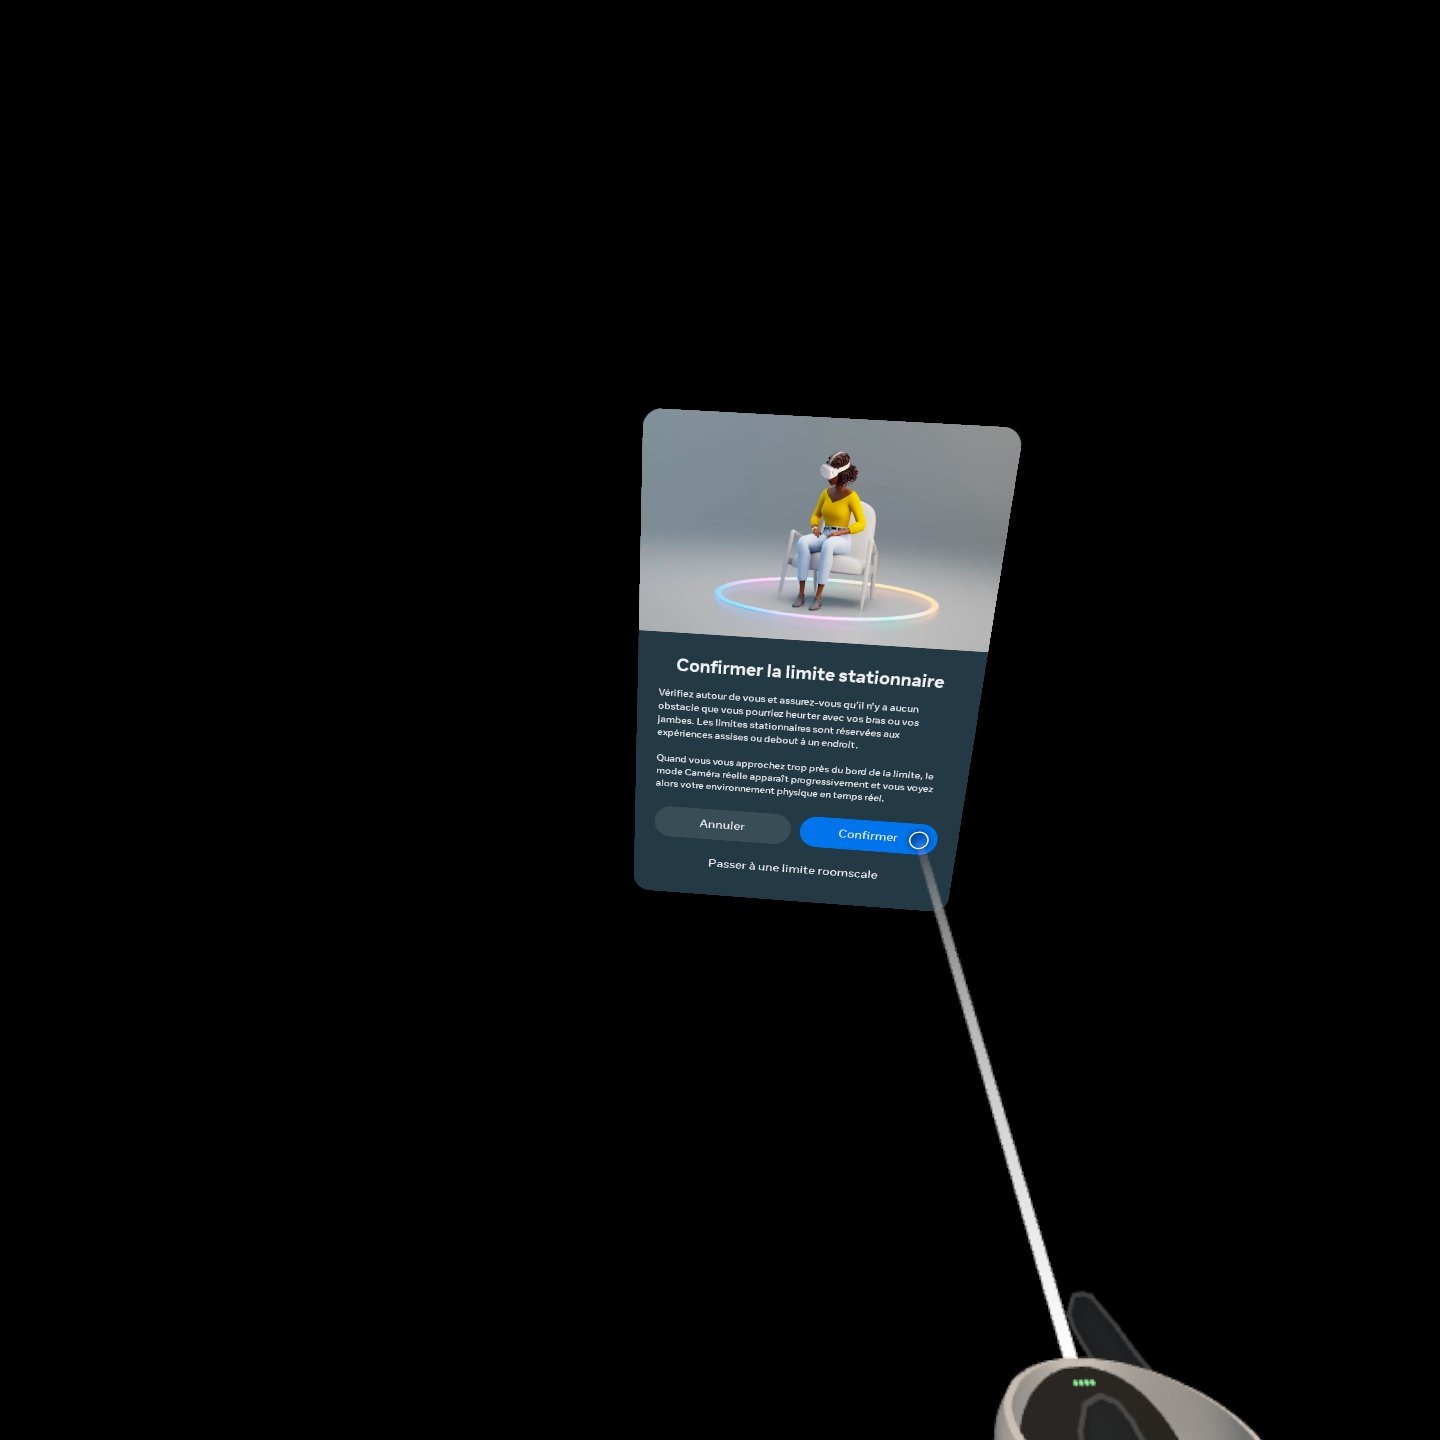 Confirmer la limite stationnaire
Vérifiez autour de vous et assurez-vous qu'il n'y a aucun
obstacle que vous pourriez heurter avec vos bras ou vos
jambes. Les limites stationnaires sont réservées aux
expériences assises ou debout à un endroit.
Quand vous vous approchez trop près du bord de la limite, le
mode Caméra réelle apparaît progressivement et vous voyez
alors votre environnement physique en temps réel.
Annuler
Confirmer
Passer à une limite roomscale